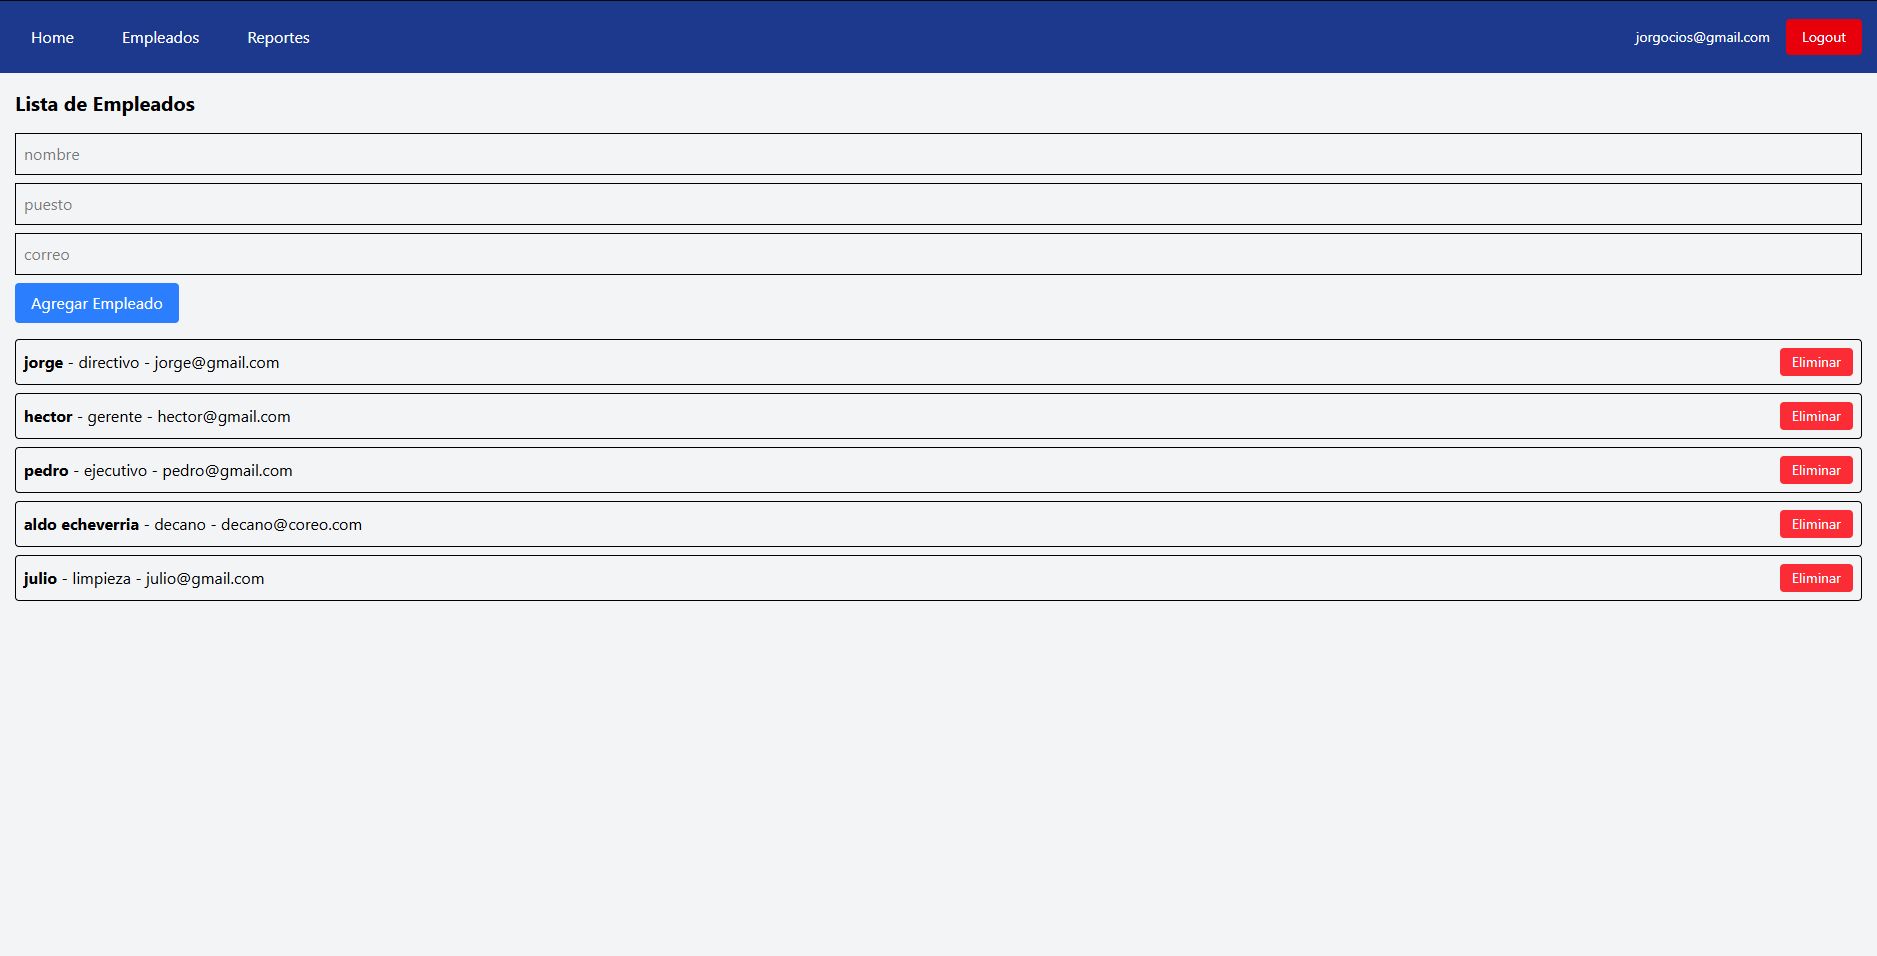 Home Empleados Reportes jorgocios@gmail.com Logout
Lista de Empleados
nombre
puesto
correo
Agregar Empleado
jorge - directivo - jorge@gmail.com Eliminar
hector - gerente - hector@gmail.com Eliminar
pedro - ejecutivo - pedro@gmail.com Eliminar
aldo echeverria - decano - decano@coreo.com Eliminar
julio - limpieza - julio@gmail.com Eliminar